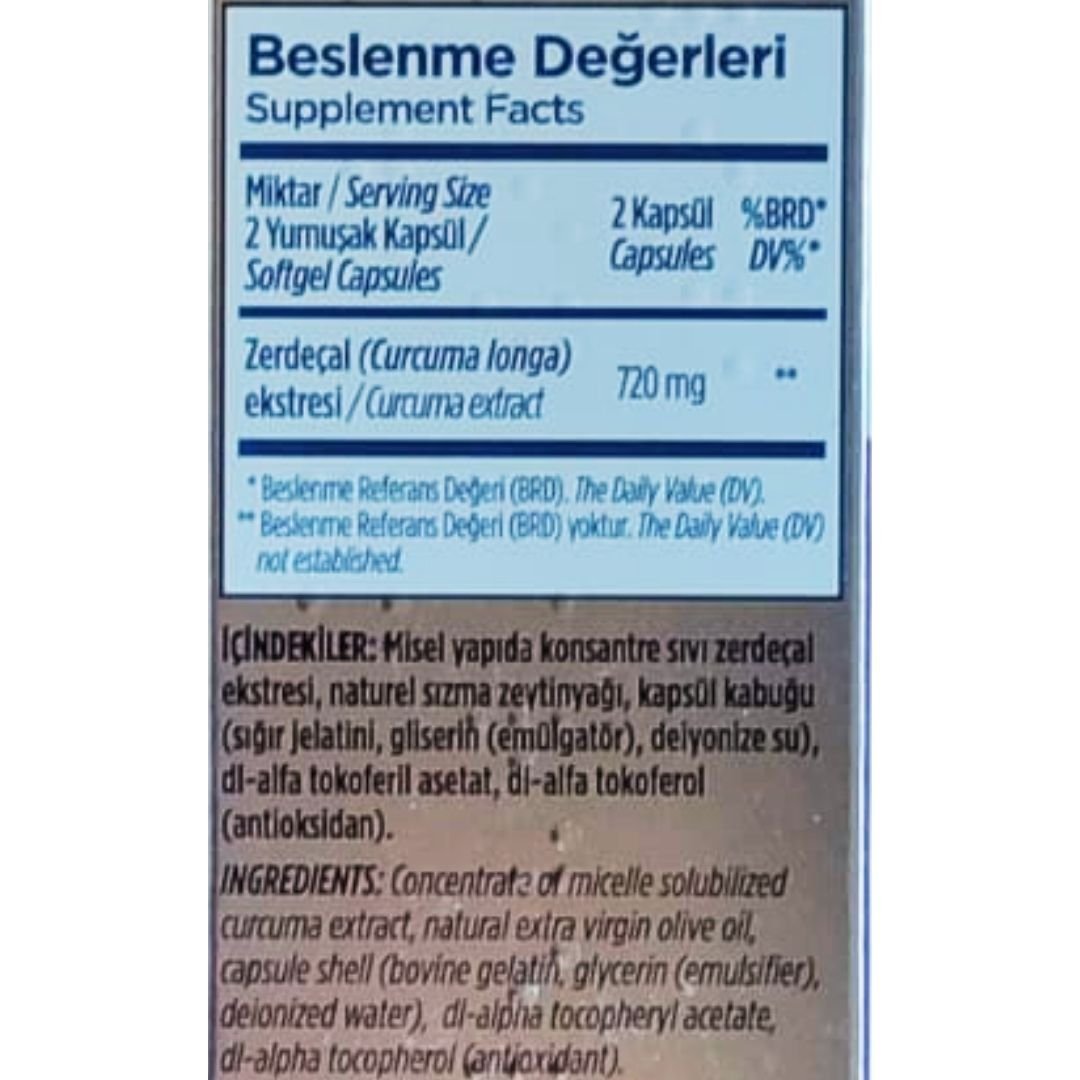 Beslenme Değerleri
Supplement Facts
Miktar / Serving Size
2 Yumuşak Kapsül /
Softgel Capsules
2 Kapsül %BRD*
Capsules DV%*
Zerdeçal (Curcuma longa)
ekstresi / Curcuma extract
720 mg **
* Beslenme Referans Değeri (BRD). The Daily Value (DV).
** Beslenme Referans Değeri (BRD) yoktur. The Daily Value (DV)
not established.
İÇİNDEKİLER: Misel yapıda konsantre sıvı zerdeçal
ekstresi, naturel sızma zeytinyağı, kapsül kabuğu
(sığır jelatini, gliserin (emülgatör), deiyonize su),
dl-alfa tokoferil asetat, dl-alfa tokoferol
(antioksidan).
INGREDIENTS: Concentrate of micelle solubilized
curcuma extract, natural extra virgin olive oil,
capsule shell (bovine gelatin, glycerin (emulsifier),
deionized water), dl-alpha tocopheryl acetate,
dl-alpha tocopherol (antioxidant).